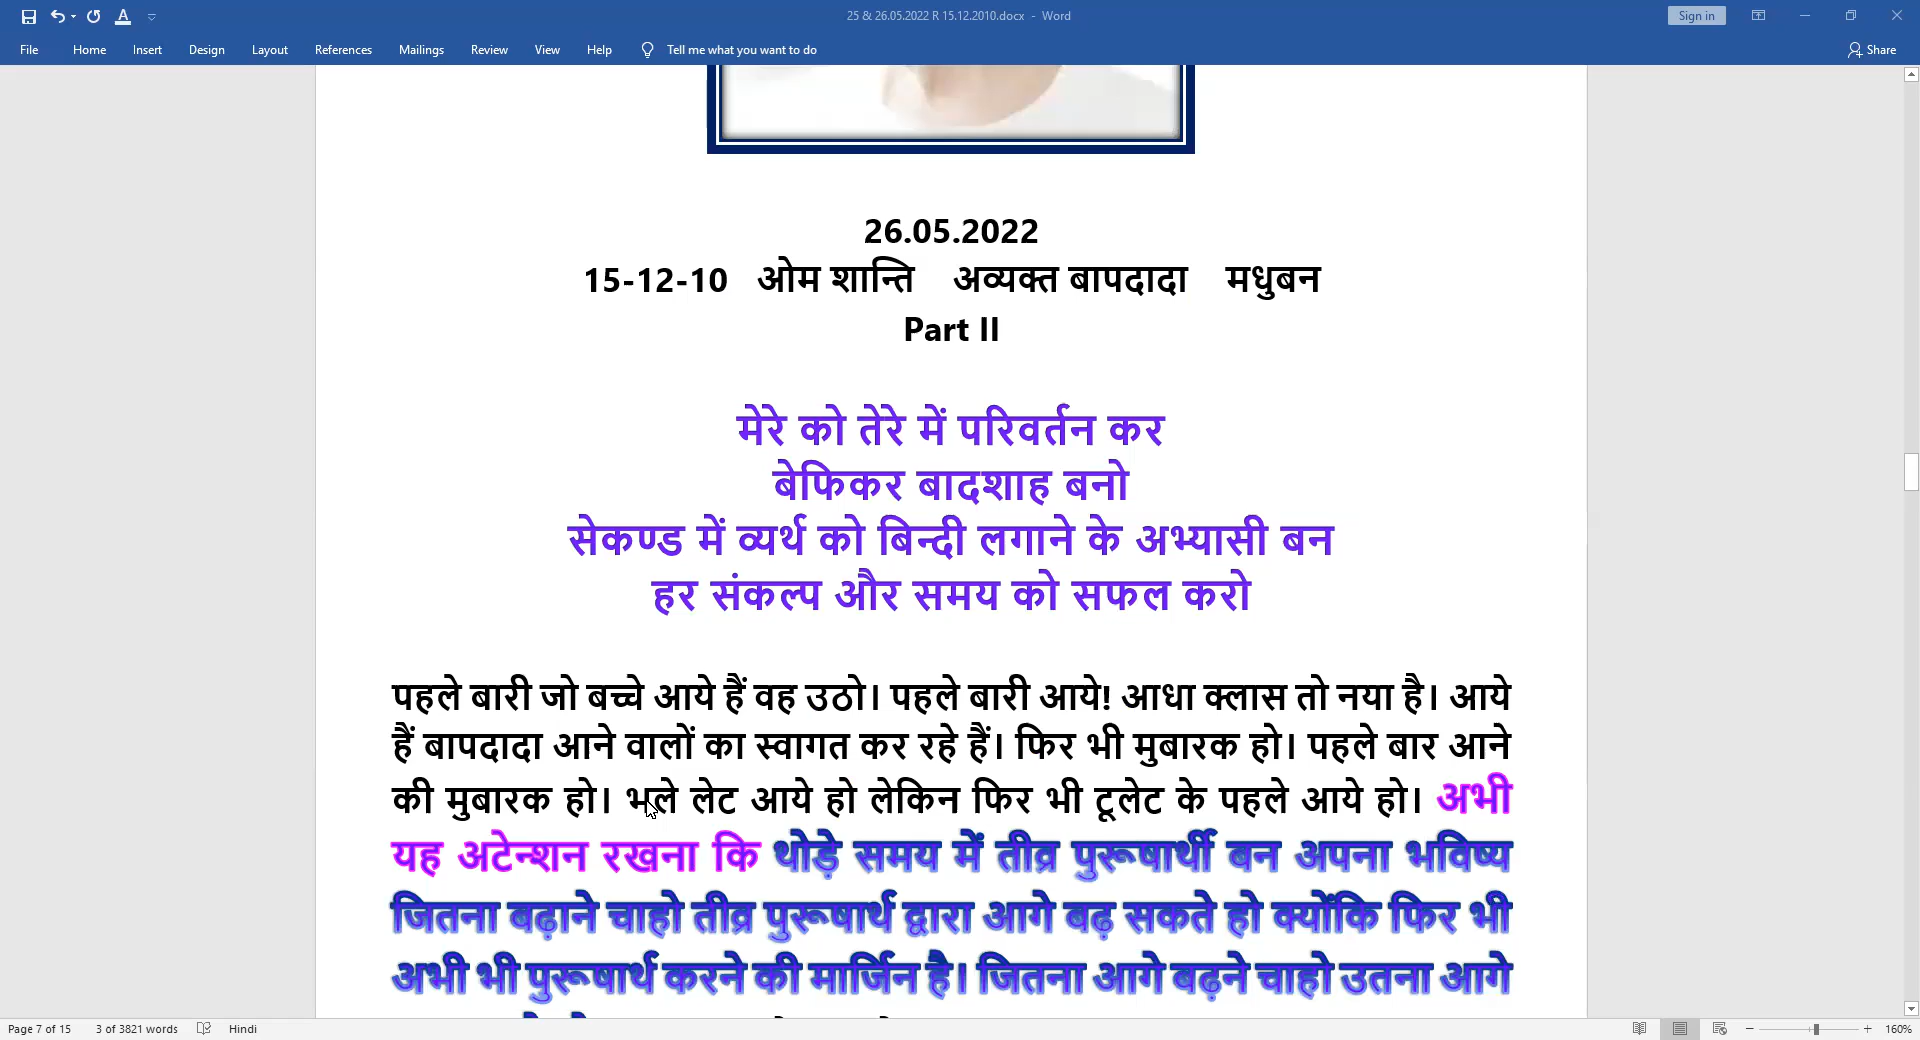 25 & 26.05.2022 R 15.12.2010.docx - Word
Sign in
File Home Insert Design Layout References Mailings Review View Help Tell me what you want to do Share
26.05.2022
15-12-10 ओम शान्ति अव्यक्त बापदादा मधुबन
Part II
मेरे को तेरे में परिवर्तन कर
बेफिकर बादशाह बनो
सेकण्ड में व्यर्थ को बिन्दी लगाने के अभ्यासी बन
हर संकल्प और समय को सफल करो
पहले बारी जो बच्चे आये हैं वह उठो। पहले बारी आये! आधा क्लास तो नया है। आये
हैं बापदादा आने वालों का स्वागत कर रहे हैं। फिर भी मुबारक हो। पहले बार आने
की मुबारक हो। भले लेट आये हो लेकिन फिर भी टूलेट के पहले आये हो। अभी
यह अटेन्शन रखना कि थोड़े समय में तीव्र पुरूषार्थी बन अपना भविष्य
जितना बढ़ाने चाहो तीव्र पुरूषार्थ द्वारा आगे बढ़ सकते हो क्योंकि फिर भी
अभी भी पुरूषार्थ करने की मार्जिन है। जितना आगे बढ़ने चाहो उतना आगे
Page 7 of 15 3 of 3821 words Hindi 160%